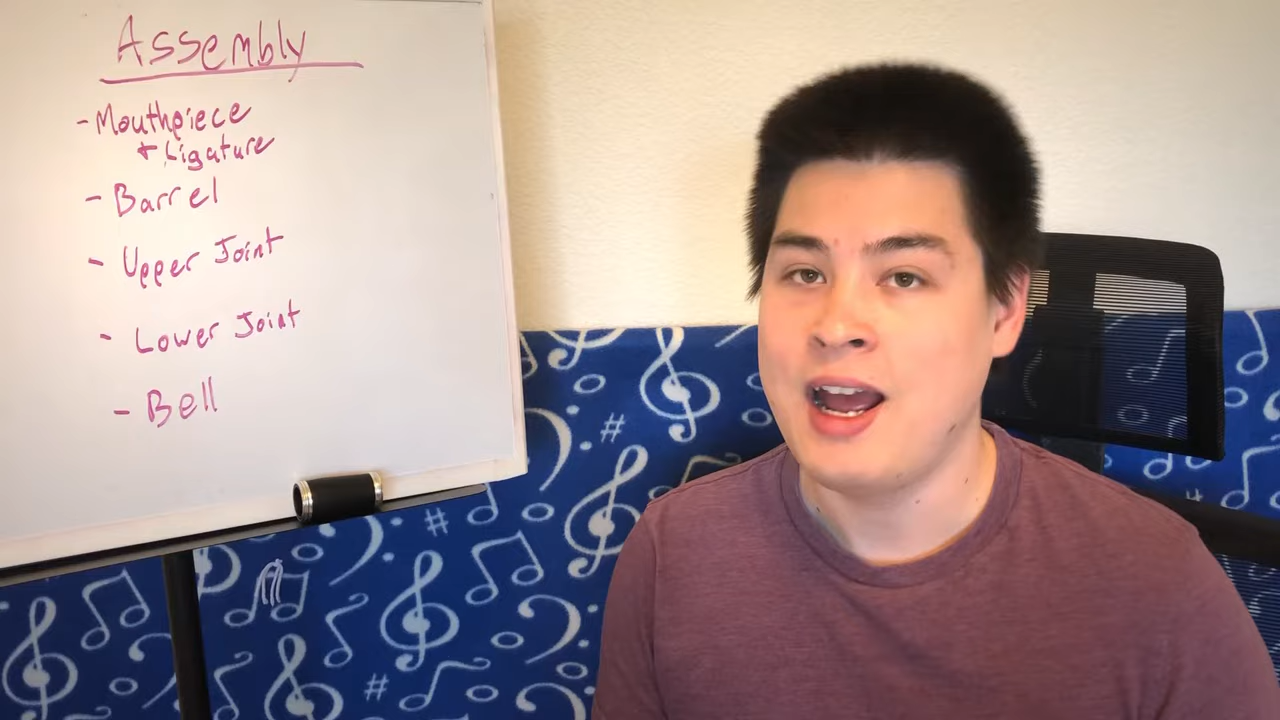 Assembly
- Mouthpiece
+ Ligature
- Barrel
- Upper Joint
- Lower Joint
- Bell